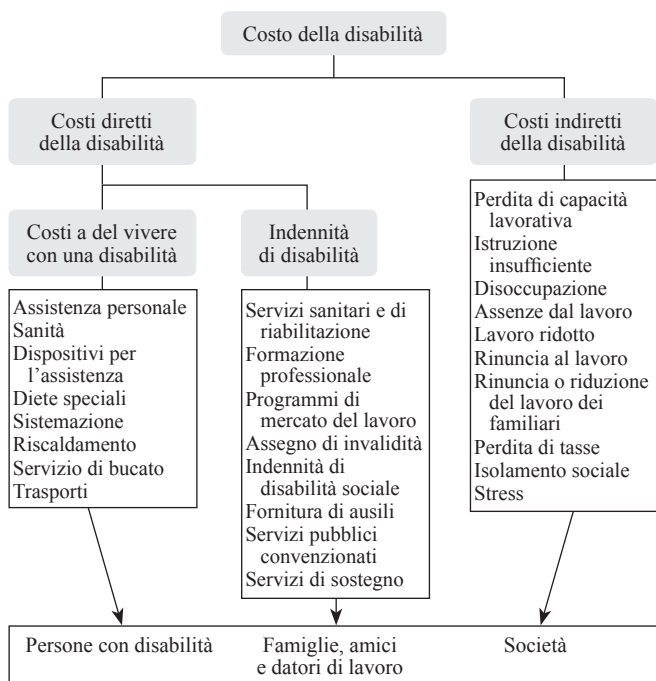 Costo della disabilità
Costi diretti
della disabilità
Costi indiretti
della disabilità
Costi a del vivere
con una disabilità
Indennità
di disabilità
Assistenza personale
Sanità
Dispositivi per
l’assistenza
Diete speciali
Sistemazione
Riscaldamento
Servizio di bucato
Trasporti
Servizi sanitari e di
riabilitazione
Formazione
professionale
Programmi di
mercato del lavoro
Assegno di invalidità
Indennità di
disabilità sociale
Fornitura di ausili
Servizi pubblici
convenzionati
Servizi di sostegno
Perdita di capacità
lavorativa
Istruzione
insufficiente
Disoccupazione
Assenze dal lavoro
Lavoro ridotto
Rinuncia al lavoro
Rinuncia o riduzione
del lavoro dei
familiari
Perdita di tasse
Isolamento sociale
Stress
Persone con disabilità
Famiglie, amici
e datori di lavoro
Società